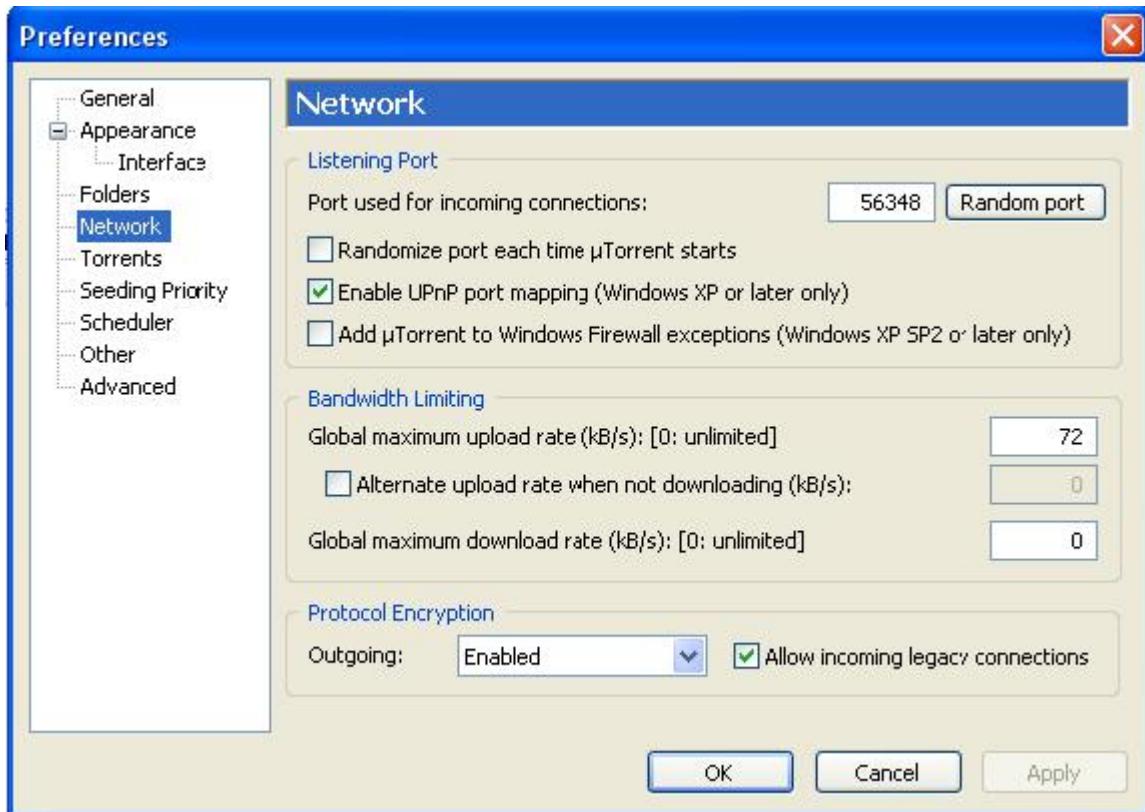 Preferences
General
Appearance
Interface
Folders
Network
Torrents
Seeding Priority
Scheduler
Other
Advanced
Network
Listening Port
Port used for incoming connections: 56348 Random port
Randomize port each time µTorrent starts
Enable UPnP port mapping (Windows XP or later only)
Add µTorrent to Windows Firewall exceptions (Windows XP SP2 or later only)
Bandwidth Limiting
Global maximum upload rate (kB/s): [0: unlimited] 72
Alternate upload rate when not downloading (kB/s): 0
Global maximum download rate (kB/s): [0: unlimited] 0
Protocol Encryption
Outgoing: Enabled Allow incoming legacy connections
OK Cancel Apply